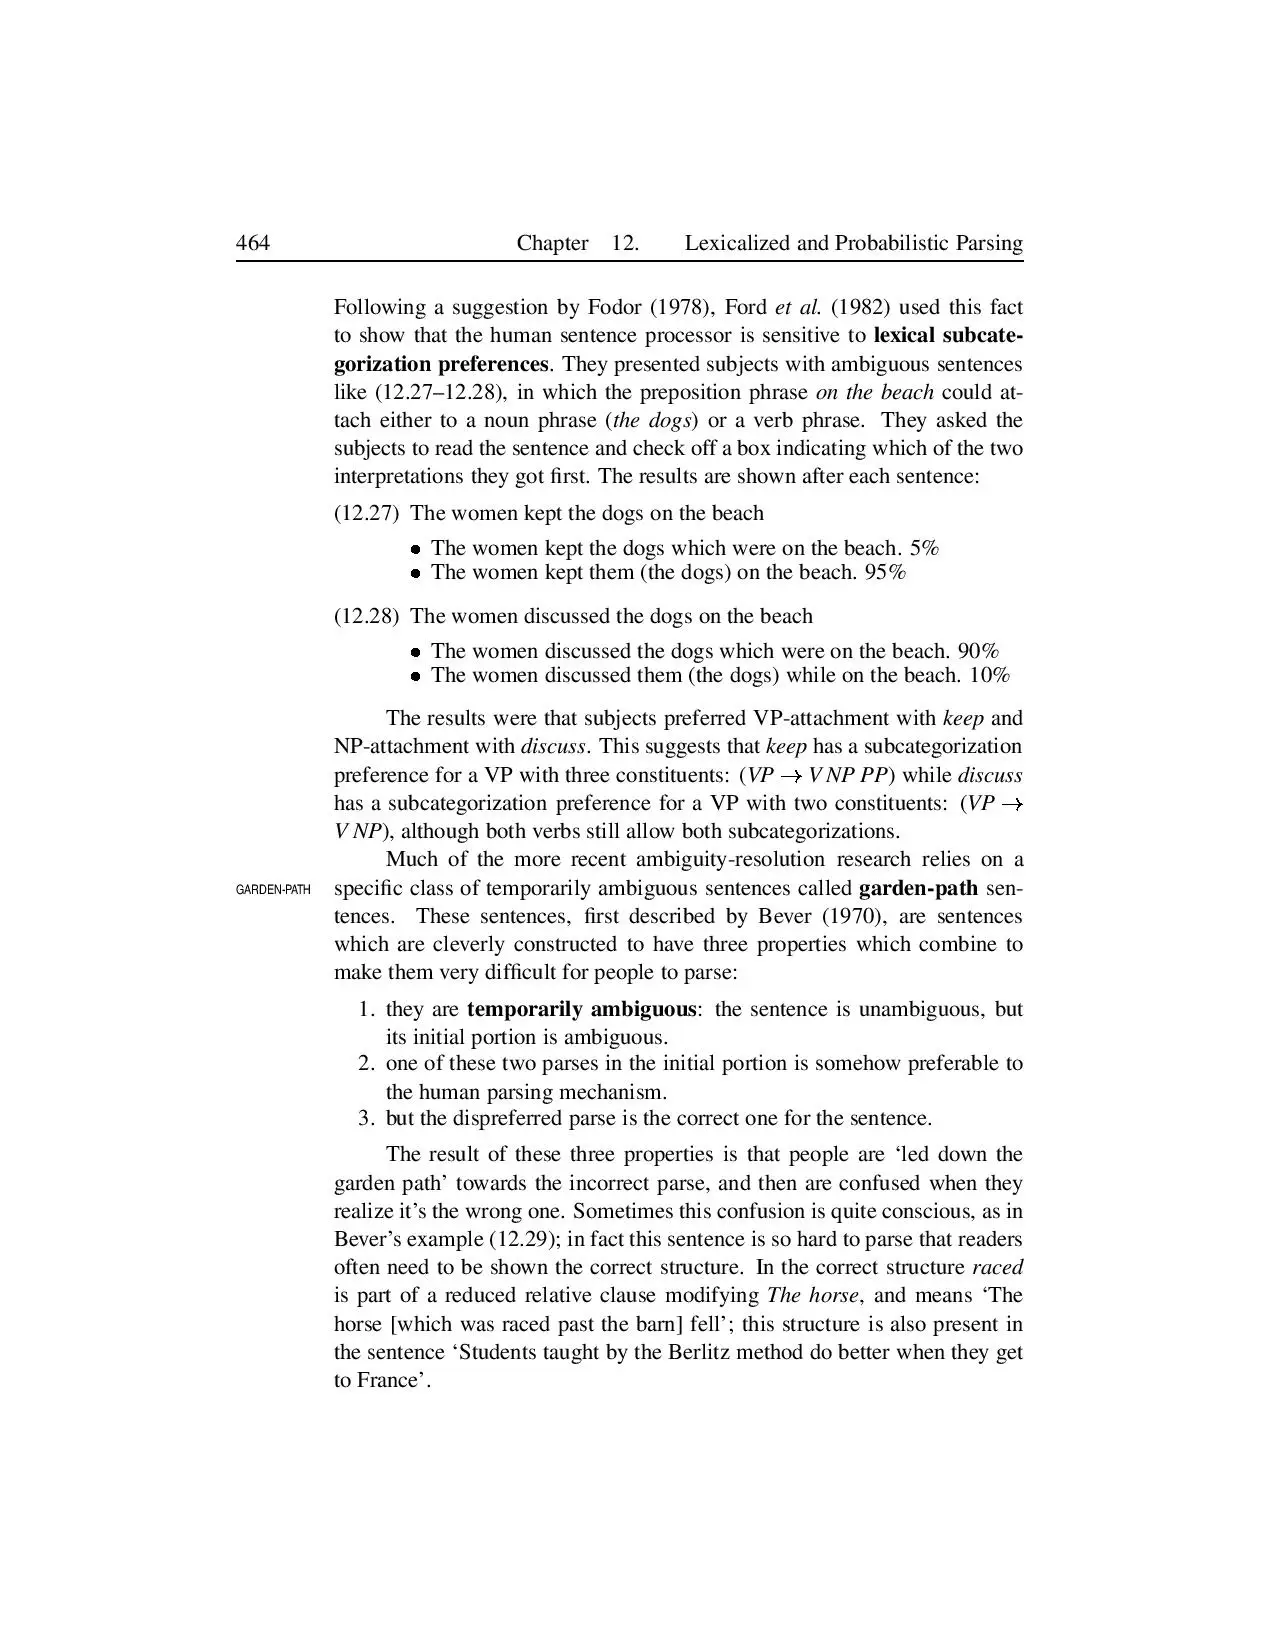 464 Chapter 12. Lexicalized and Probabilistic Parsing
Following a suggestion by Fodor (1978), Ford et al. (1982) used this fact
to show that the human sentence processor is sensitive to lexical subcate-
gorization preferences. They presented subjects with ambiguous sentences
like (12.27–12.28), in which the preposition phrase on the beach could at-
tach either to a noun phrase (the dogs) or a verb phrase. They asked the
subjects to read the sentence and check off a box indicating which of the two
interpretations they got first. The results are shown after each sentence:
(12.27) The women kept the dogs on the beach
• The women kept the dogs which were on the beach. 5%
• The women kept them (the dogs) on the beach. 95%
(12.28) The women discussed the dogs on the beach
• The women discussed the dogs which were on the beach. 90%
• The women discussed them (the dogs) while on the beach. 10%
The results were that subjects preferred VP-attachment with keep and
NP-attachment with discuss. This suggests that keep has a subcategorization
preference for a VP with three constituents: (VP → V NP PP) while discuss
has a subcategorization preference for a VP with two constituents: (VP →
V NP), although both verbs still allow both subcategorizations.
Much of the more recent ambiguity-resolution research relies on a
GARDEN-PATH specific class of temporarily ambiguous sentences called garden-path sen-
tences. These sentences, first described by Bever (1970), are sentences
which are cleverly constructed to have three properties which combine to
make them very difficult for people to parse:
1. they are temporarily ambiguous: the sentence is unambiguous, but
its initial portion is ambiguous.
2. one of these two parses in the initial portion is somehow preferable to
the human parsing mechanism.
3. but the dispreferred parse is the correct one for the sentence.
The result of these three properties is that people are ‘led down the
garden path’ towards the incorrect parse, and then are confused when they
realize it’s the wrong one. Sometimes this confusion is quite conscious, as in
Bever’s example (12.29); in fact this sentence is so hard to parse that readers
often need to be shown the correct structure. In the correct structure raced
is part of a reduced relative clause modifying The horse, and means ‘The
horse [which was raced past the barn] fell’; this structure is also present in
the sentence ‘Students taught by the Berlitz method do better when they get
to France’.